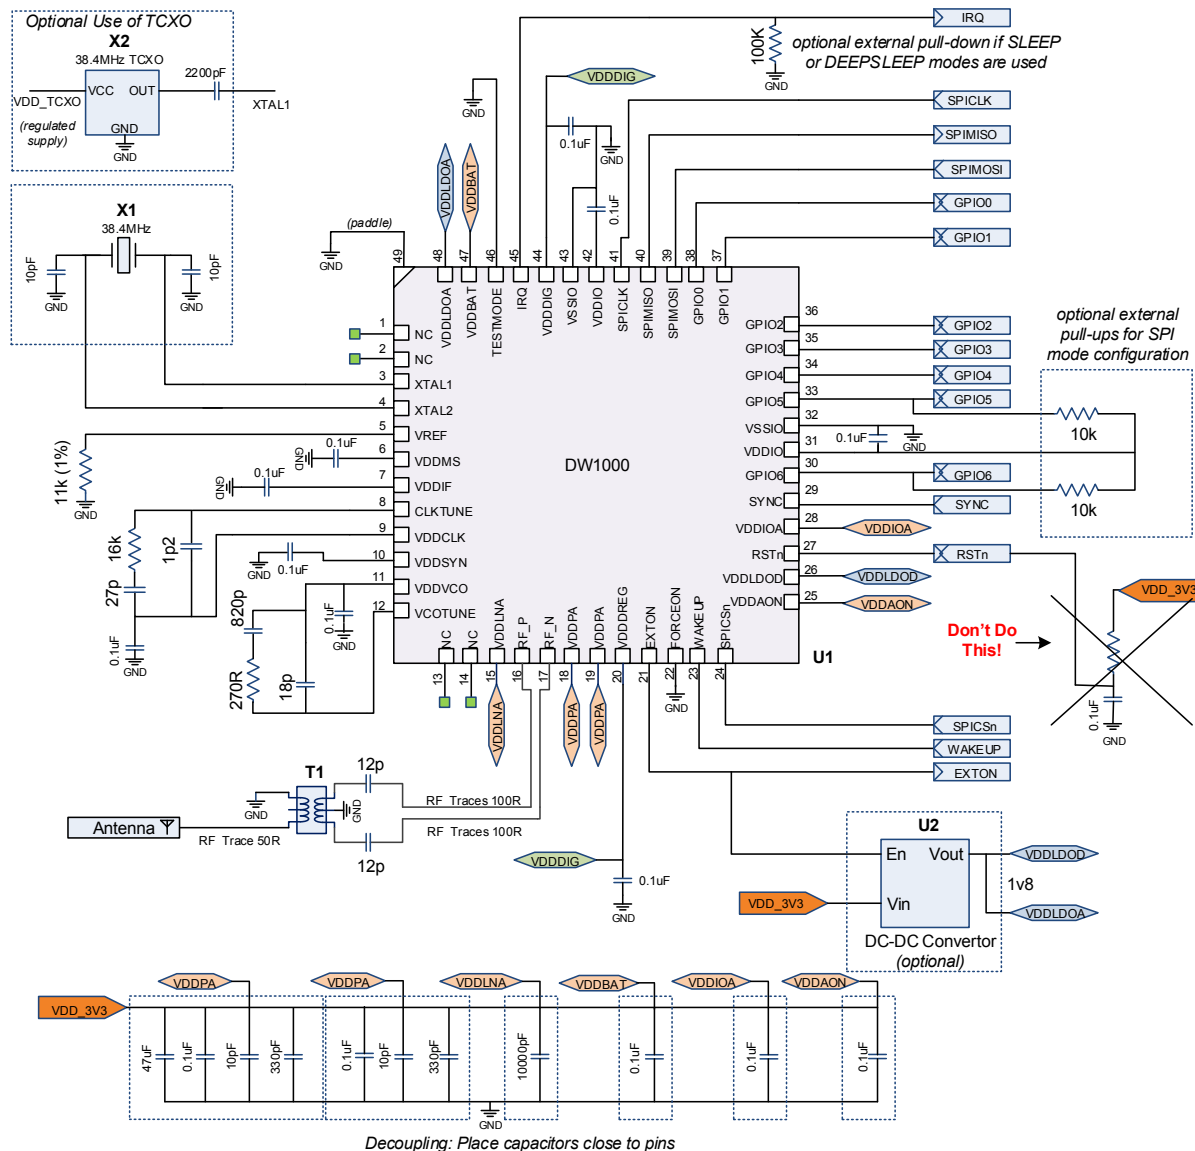 Optional Use of TCXO
X2
38.4MHz TCXO
2200pF
VCC
OUT
VDD_TCXO
XTAL1
(regulated
supply)
GND
GND
X1
38.4MHz
10pF
10pF
GND
GND
IRQ
100K
optional external pull-down if SLEEP
or DEEPSLEEP modes are used
GND
VDDDIG
SPICLK
0.1uF
GND
SPIMISO
SPIMOSI
VDDLDOA
VDDBAT
0.1uF
GPIO0
GPIO1
(paddle)
GND
49
48
47
46
45
44
43
42
41
40
39
38
37
VDDLDOA
VDDBAT
TESTMODE
IRQ
VDDDIG
VSSIO
VDDIO
SPICLK
SPIMISO
SPIMOSI
GPIO0
GPIO1
1
NC
2
NC
3
XTAL1
4
XTAL2
5
VREF
6
VDDMS
7
VDDIF
8
CLKTUNE
9
VDDCLK
10
VDDSYN
11
VDDVCO
12
VCOTUNE
DW1000
36
GPIO2
GPIO2
35
GPIO3
GPIO3
34
GPIO4
GPIO4
33
GPIO5
GPIO5
32
VSSIO
31
VDDIO
30
GPIO6
GPIO6
29
SYNC
SYNC
28
VDDIOA
VDDIOA
27
RSTn
RSTn
26
VDDLDOD
VDDLDOD
25
VDDAON
VDDAON
0.1uF
GND
optional external
pull-ups for SPI
mode configuration
10k
10k
11k (1%)
GND
0.1uF
GND
0.1uF
GND
16k
1p2
27p
0.1uF
GND
GND
0.1uF
820p
0.1uF
GND
270R
18p
NC
NC
VDDLNA
RF_P
RF_N
VDDPA
VDDPA
VDDREG
EXTON
FORCEON
WAKEUP
SPICSn
U1
13
14
15
16
17
18
19
20
21
22
23
24
VDDLNA
VDDPA
VDDPA
GND
Don't Do
This!
VDD_3V3
0.1uF
GND
SPICSn
WAKEUP
EXTON
T1
12p
GND
GND
RF Traces 100R
Antenna
RF Trace 50R
RF Traces 100R
12p
VDDDIG
0.1uF
GND
U2
En
Vout
VDDLDOD
1v8
VDD_3V3
Vin
VDDLDOA
DC-DC Convertor
(optional)
VDDPA
VDDPA
VDDLNA
VDDBAT
VDDIOA
VDDAON
VDD_3V3
47uF
0.1uF
10pF
330pF
0.1uF
10pF
330pF
10000pF
0.1uF
0.1uF
0.1uF
GND
Decoupling: Place capacitors close to pins